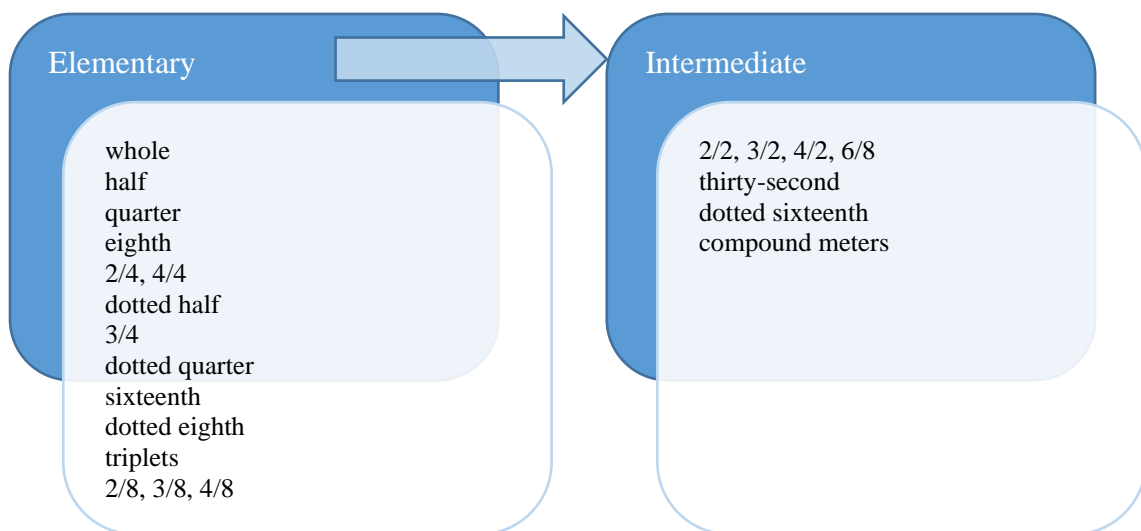 Elementary
whole
half
quarter
eighth
2/4, 4/4
dotted half
3/4
dotted quarter
sixteenth
dotted eighth
triplets
2/8, 3/8, 4/8
Intermediate
2/2, 3/2, 4/2, 6/8
thirty-second
dotted sixteenth
compound meters